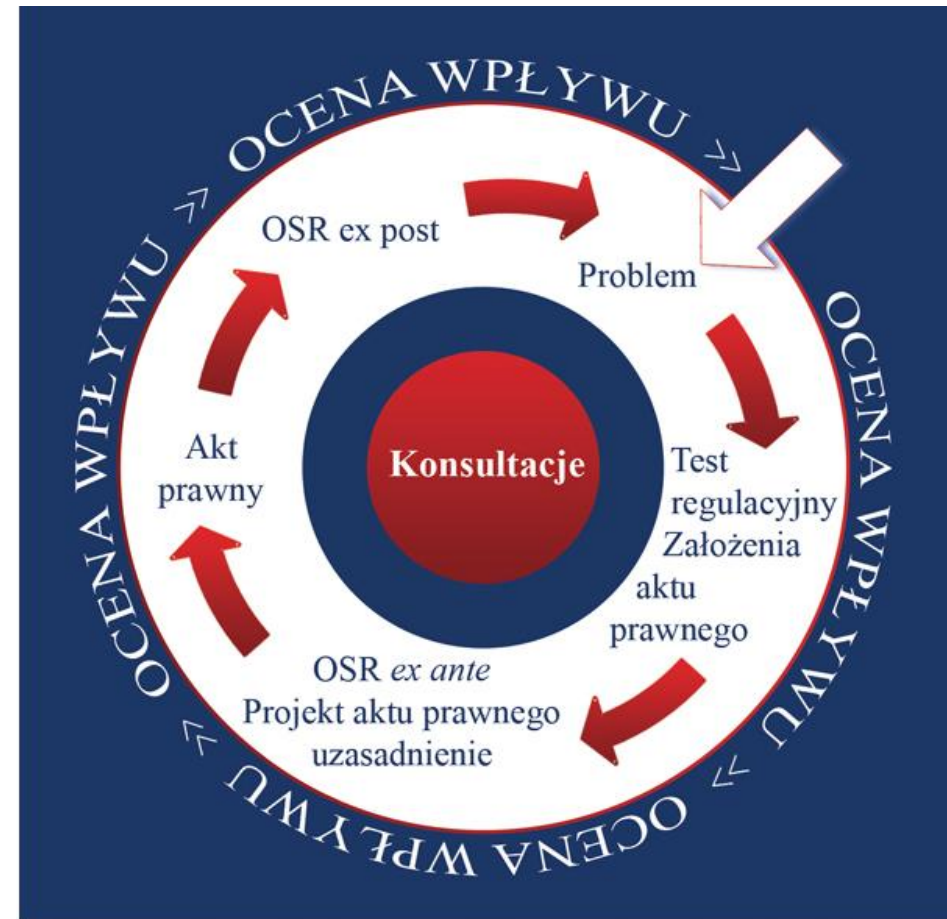 OCENA WPŁYWU »
OCENA WPŁYWU »
OCENA WPŁYWU »
OCENA WPŁYWU »
OSR ex post
Problem
Test
regulacyjny
Założenia
aktu
prawnego
OSR ex ante
Projekt aktu prawnego
uzasadnienie
Akt
prawny
Konsultacje